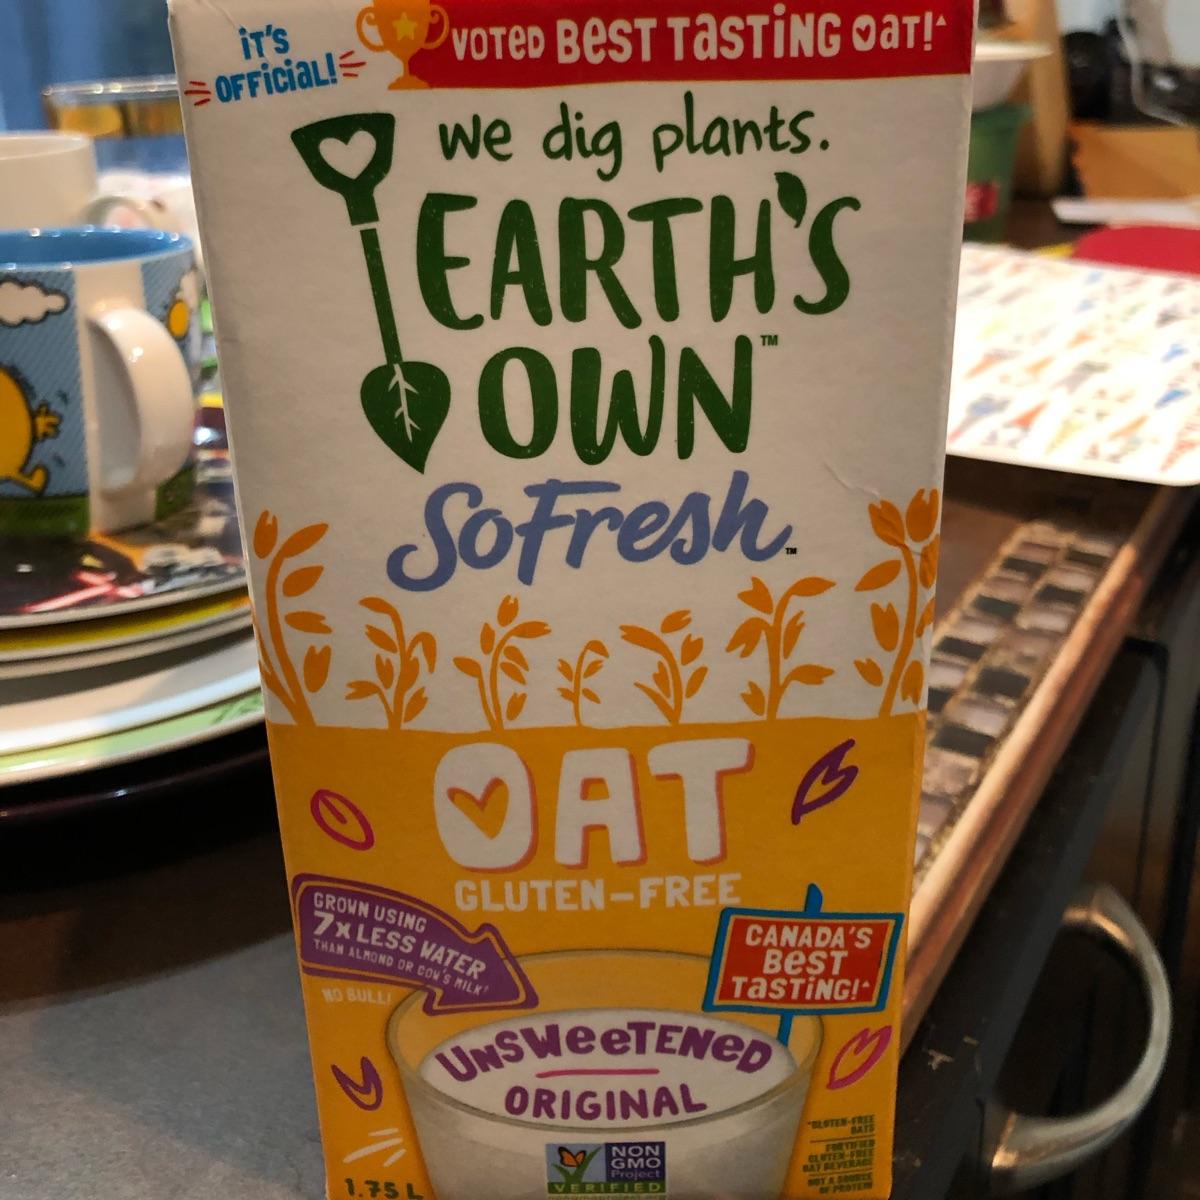 iT'S
OFFiCiaL!
VOTED BEST TASTiNG Oat!^
we dig plants.
EARTH'S
OWN™
SoFresh™
OAT
GLUTEN-FREE
GROWN USING
7x LESS WATER
THAN ALMOND OR COW'S MILK!
NO BULL!
CANADA'S
BEST
TaSTiNG!^
UNSWeeTENeD
ORIGINAL
NON
GMO
Project
VERIFIED
*GLUTEN-FREE
OATS
FORTIFIED
GLUTEN-FREE
OAT BEVERAGE
NOT A SOURCE
OF PROTEIN
1.75 L